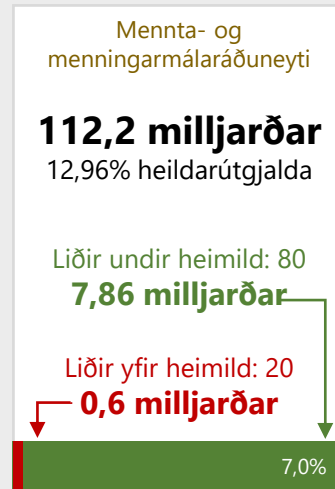 Mennta- og
menningarmálaráðuneyti
112,2 milljarðar
12,96% heildarútgjalda
Liðir undir heimild: 80
7,86 milljarðar
Liðir yfir heimild: 20
0,6 milljarðar
7,0%